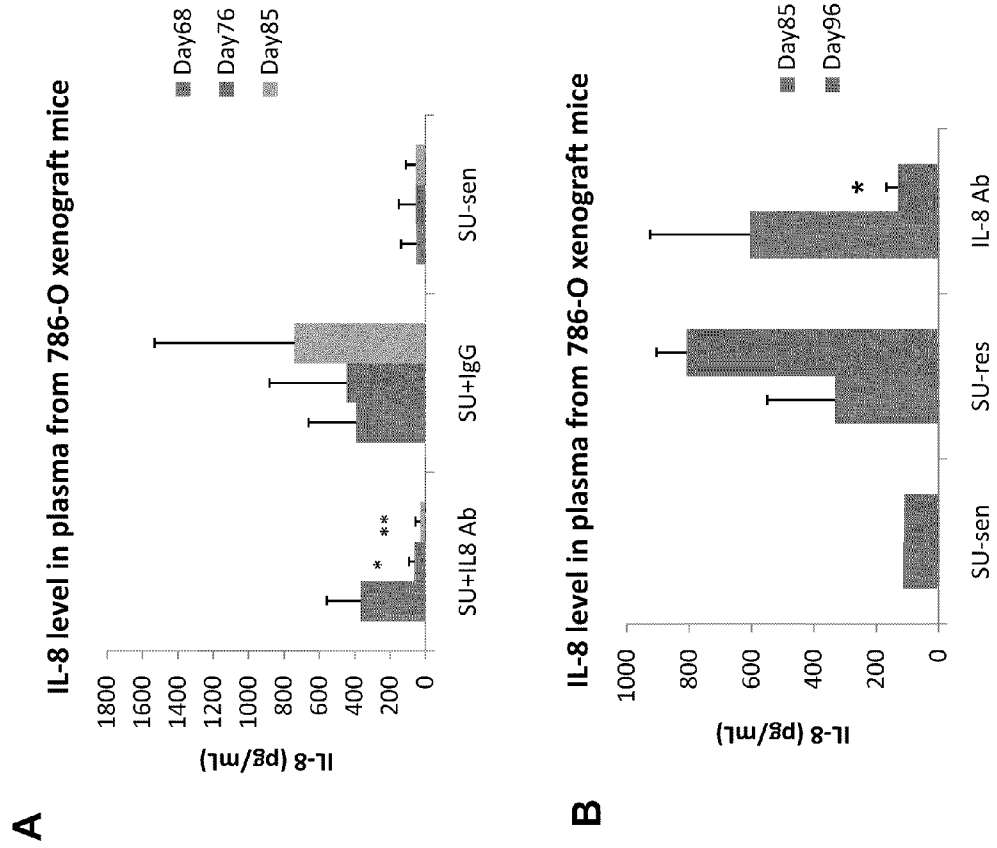 A
IL-8 level in plasma from 786-O xenograft mice
IL-8 (pg/mL)
1800
1600
1400
1200
1000
800
600
400
200
0
*
**
SU+IL8 Ab
SU+IgG
SU-sen
Day68
Day76
Day85
B
IL-8 level in plasma from 786-O xenograft mice
IL-8 (pg/mL)
1000
800
600
400
200
0
*
SU-sen
SU-res
IL-8 Ab
Day85
Day96